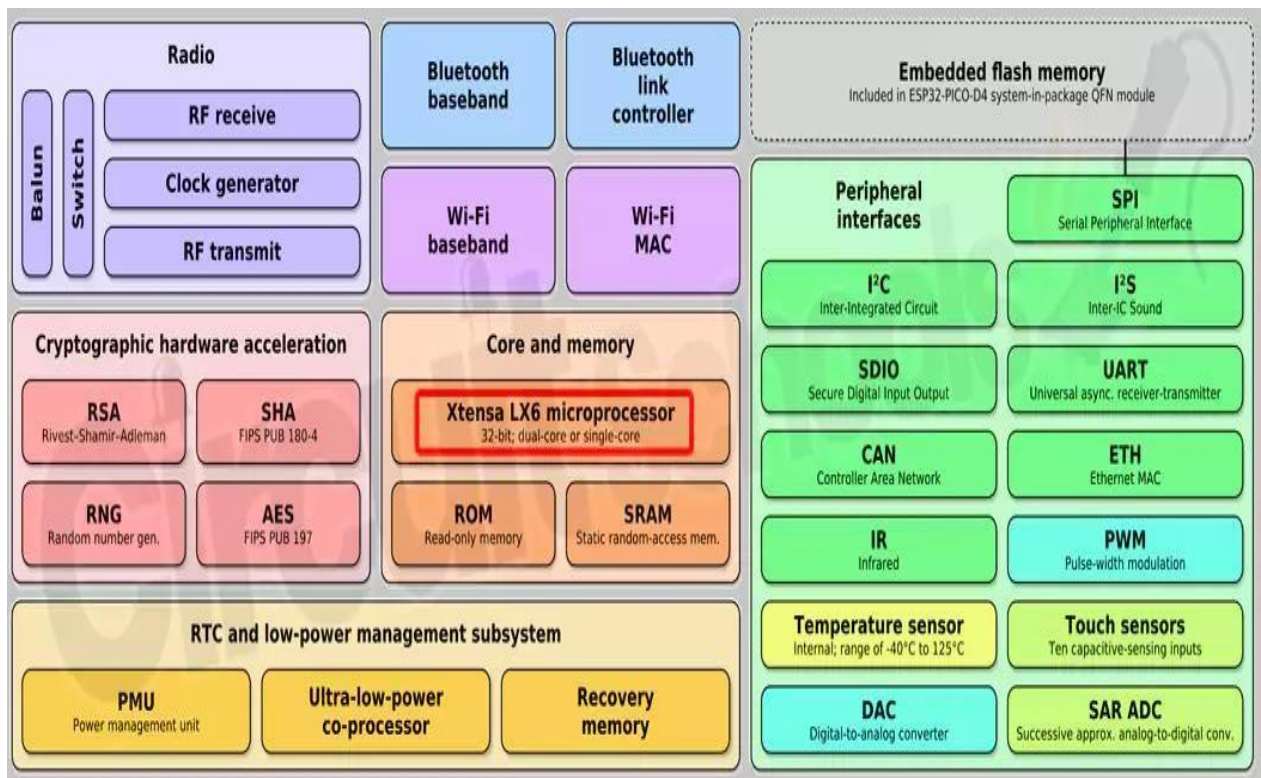 Radio
Balun
Switch
RF receive
Clock generator
RF transmit
Bluetooth
baseband
Bluetooth
link
controller
Wi-Fi
baseband
Wi-Fi
MAC
Embedded flash memory
Included in ESP32-PICO-D4 system-in-package QFN module
Cryptographic hardware acceleration
RSA
Rivest-Shamir-Adleman
SHA
FIPS PUB 180-4
RNG
Random number gen.
AES
FIPS PUB 197
Core and memory
Xtensa LX6 microprocessor
32-bit; dual-core or single-core
ROM
Read-only memory
SRAM
Static random-access mem.
RTC and low-power management subsystem
PMU
Power management unit
Ultra-low-power
co-processor
Recovery
memory
Peripheral
interfaces
SPI
Serial Peripheral Interface
I²C
Inter-Integrated Circuit
I²S
Inter-IC Sound
SDIO
Secure Digital Input Output
UART
Universal async. receiver-transmitter
CAN
Controller Area Network
ETH
Ethernet MAC
IR
Infrared
PWM
Pulse-width modulation
Temperature sensor
Internal; range of -40°C to 125°C
Touch sensors
Ten capacitive-sensing inputs
DAC
Digital-to-analog converter
SAR ADC
Successive approx. analog-to-digital conv.